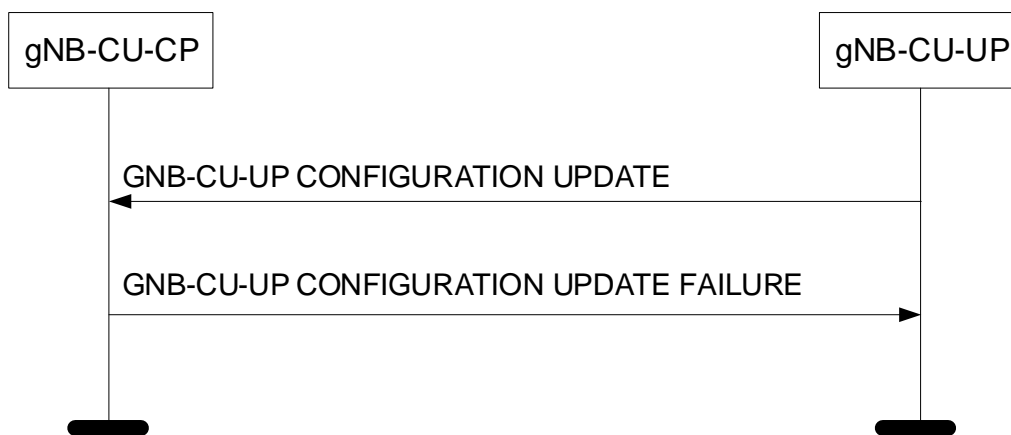 gNB-CU-CP
gNB-CU-UP
GNB-CU-UP CONFIGURATION UPDATE
GNB-CU-UP CONFIGURATION UPDATE FAILURE